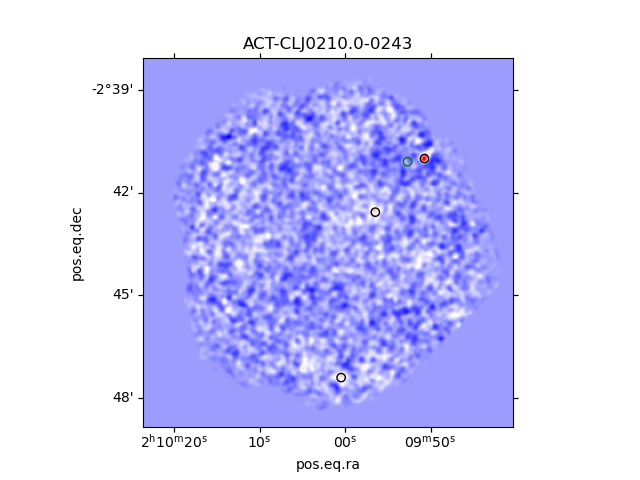 ACT-CLJ0210.0-0243
-2°39'
42'
45'
48'
pos.eq.dec
2ʰ10ᵐ20ˢ 10ˢ 00ˢ 09ᵐ50ˢ
pos.eq.ra